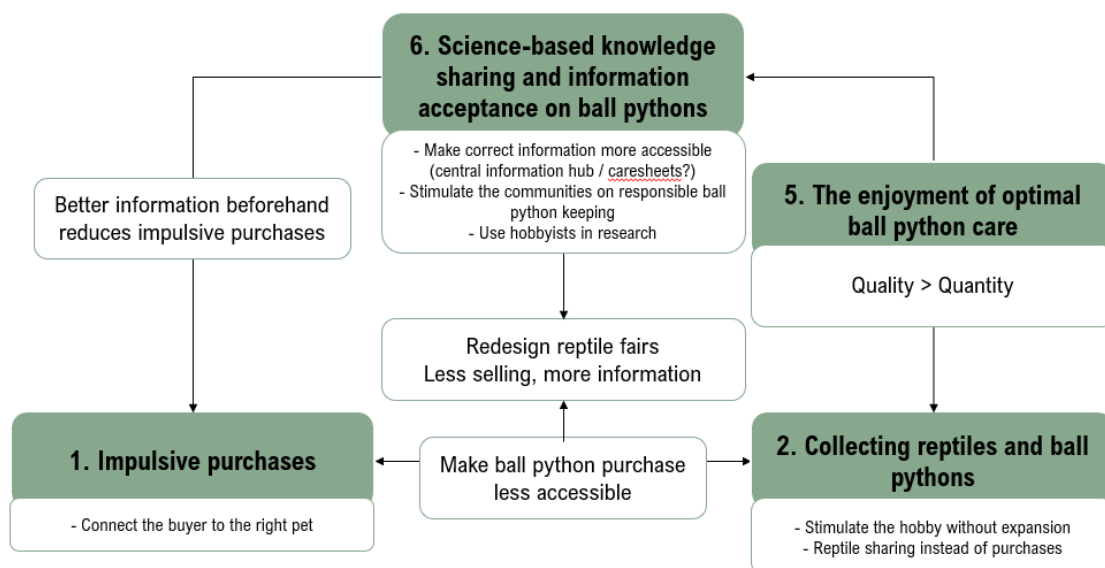 6. Science-based knowledge
sharing and information
acceptance on ball pythons
- Make correct information more accessible
(central information hub / caresheets?)
- Stimulate the communities on responsible ball
python keeping
- Use hobbyists in research
Better information beforehand
reduces impulsive purchases
5. The enjoyment of optimal
ball python care
Quality > Quantity
Redesign reptile fairs
Less selling, more information
1. Impulsive purchases
- Connect the buyer to the right pet
Make ball python purchase
less accessible
2. Collecting reptiles and ball
pythons
- Stimulate the hobby without expansion
- Reptile sharing instead of purchases